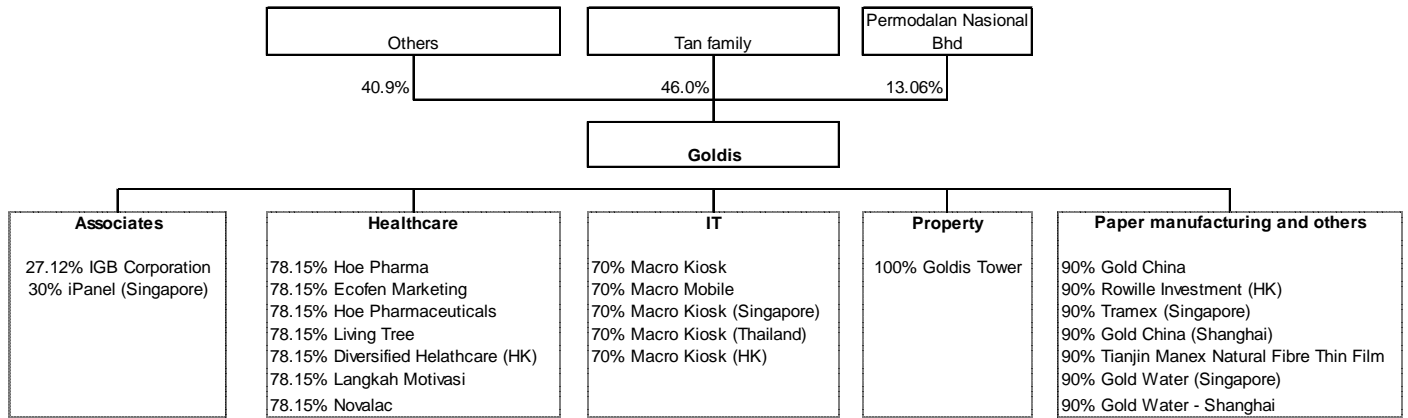 Others
Tan family
Permodalan Nasional
Bhd
40.9%
46.0%
13.06%
Goldis
Associates
27.12% IGB Corporation
30% iPanel (Singapore)
Healthcare
78.15% Hoe Pharma
78.15% Ecofen Marketing
78.15% Hoe Pharmaceuticals
78.15% Living Tree
78.15% Diversified Helathcare (HK)
78.15% Langkah Motivasi
78.15% Novalac
IT
70% Macro Kiosk
70% Macro Mobile
70% Macro Kiosk (Singapore)
70% Macro Kiosk (Thailand)
70% Macro Kiosk (HK)
Property
100% Goldis Tower
Paper manufacturing and others
90% Gold China
90% Rowille Investment (HK)
90% Tramex (Singapore)
90% Gold China (Shanghai)
90% Tianjin Manex Natural Fibre Thin Film
90% Gold Water (Singapore)
90% Gold Water - Shanghai